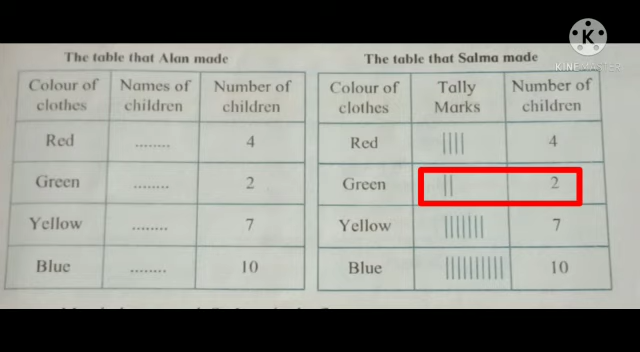 The table that Alan made
Colour of clothes Names of children Number of children
Red ........ 4
Green ........ 2
Yellow ........ 7
Blue ........ 10
The table that Salma made
Colour of clothes Tally Marks Number of children
Red |||| 4
Green || 2
Yellow ||||||| 7
Blue |||||||||| 10
K
KINEMASTER